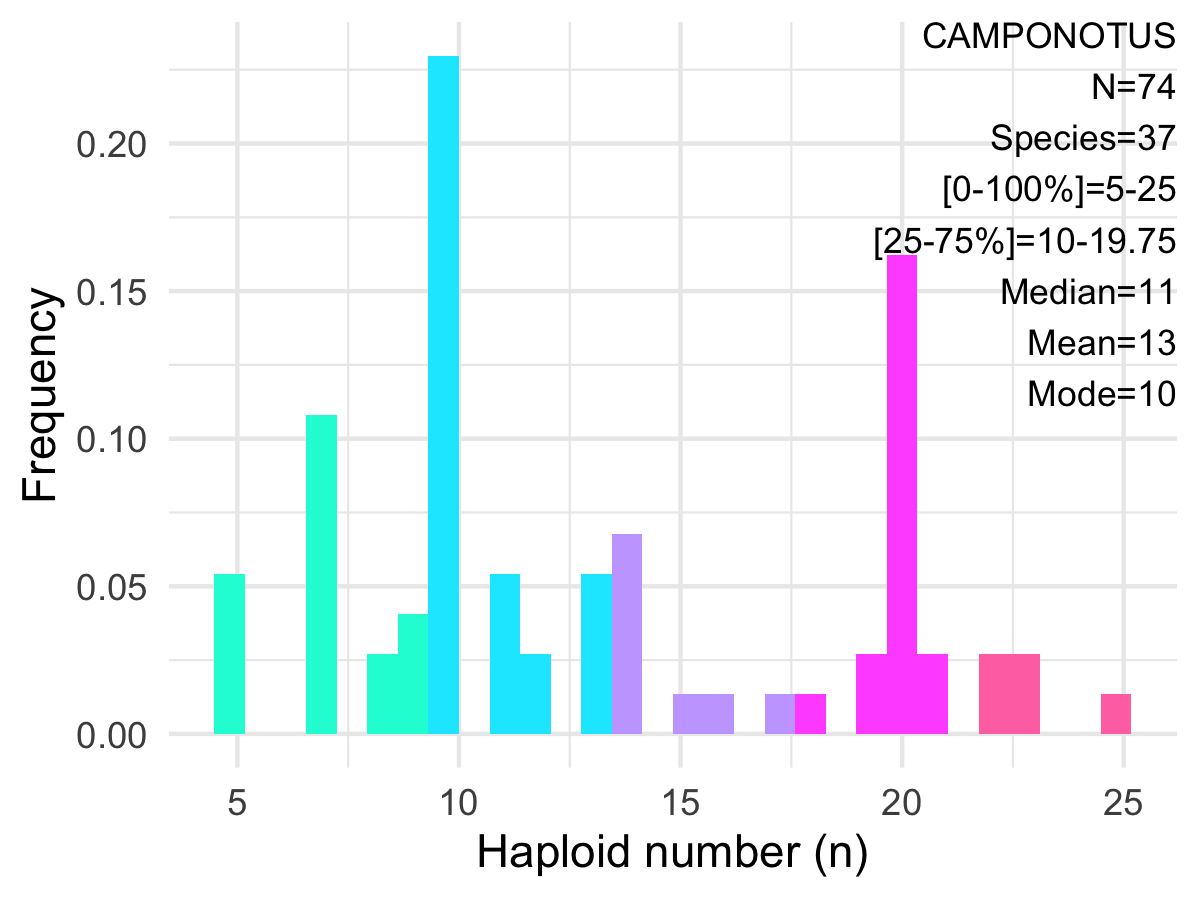 CAMPONOTUS
N=74
Species=37
[0-100%]=5-25
[25-75%]=10-19.75
Median=11
Mean=13
Mode=10
Frequency
0.20
0.15
0.10
0.05
0.00
5 10 15 20 25
Haploid number (n)